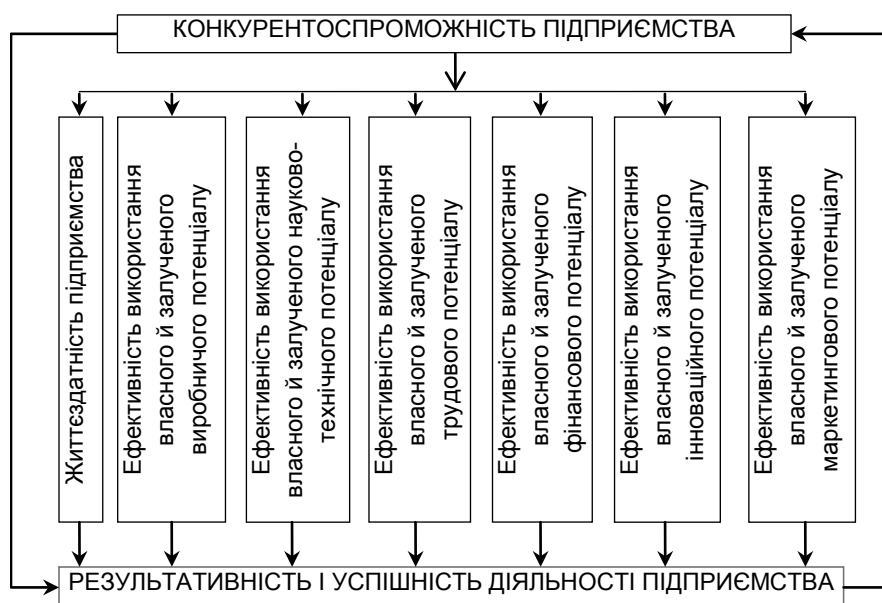 КОНКУРЕНТОСПРОМОЖНІСТЬ ПІДПРИЄМСТВА
Життєздатність підприємства
Ефективність використання
власного й залученого
виробничого потенціалу
Ефективність використання
власного й залученого науково-
технічного потенціалу
Ефективність використання
власного й залученого
трудового потенціалу
Ефективність використання
власного й залученого
фінансового потенціалу
Ефективність використання
власного й залученого
інноваційного потенціалу
Ефективність використання
власного й залученого
маркетингового потенціалу
РЕЗУЛЬТАТИВНІСТЬ І УСПІШНІСТЬ ДІЯЛЬНОСТІ ПІДПРИЄМСТВА